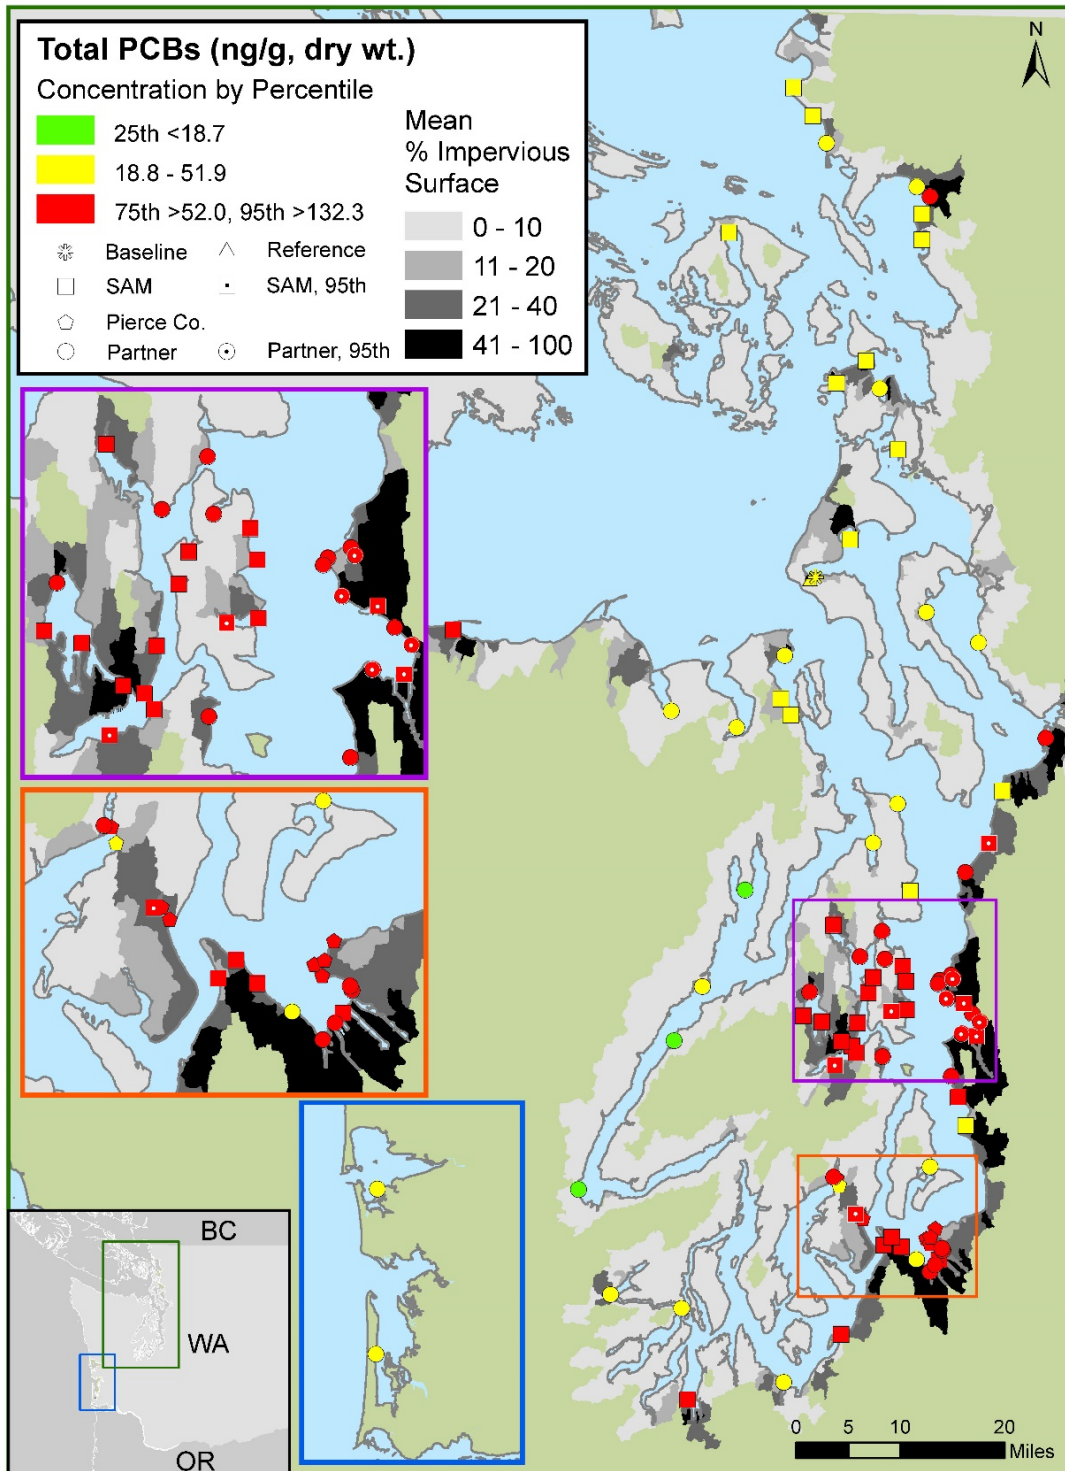 Total PCBs (ng/g, dry wt.)
Concentration by Percentile
25th <18.7
18.8 - 51.9
75th >52.0, 95th >132.3
Baseline
Reference
SAM
SAM, 95th
Pierce Co.
Partner
Partner, 95th
Mean
% Impervious
Surface
0 - 10
11 - 20
21 - 40
41 - 100
N
BC
WA
OR
0 5 10 20
Miles